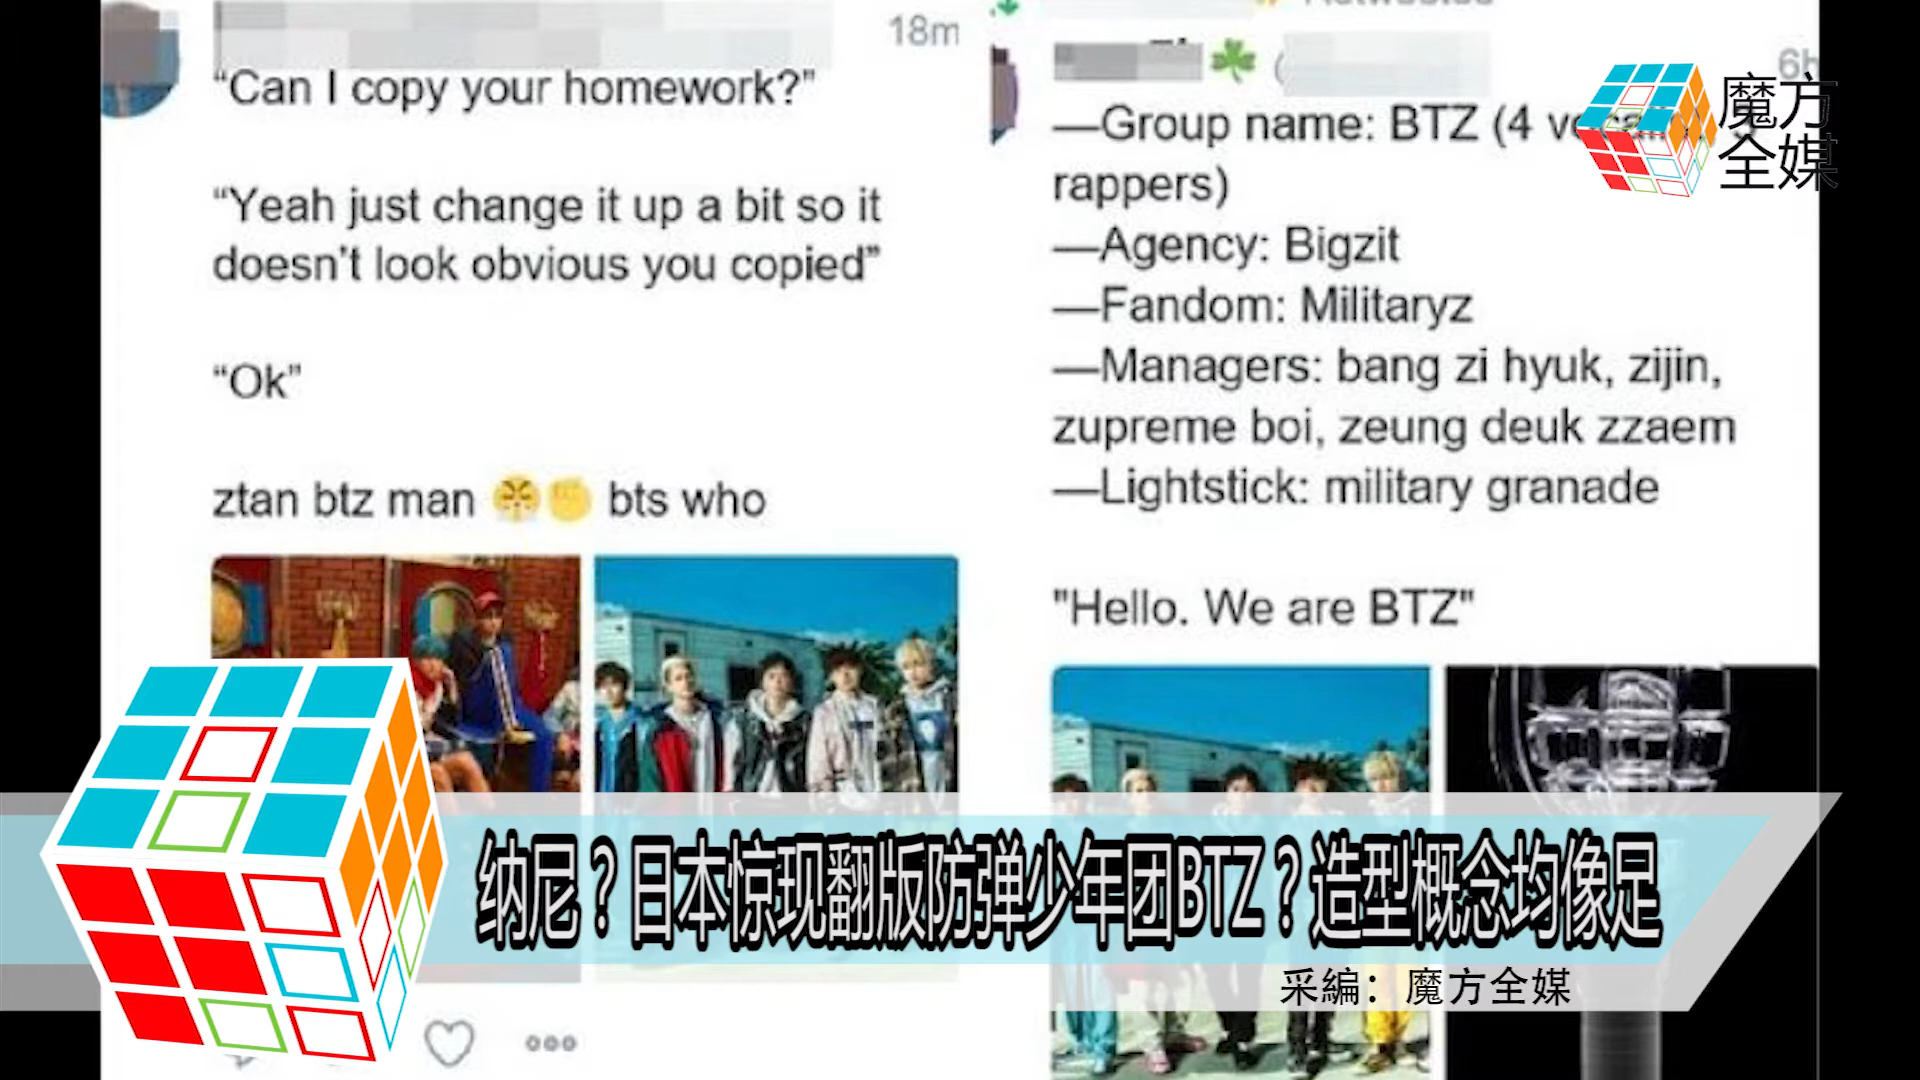 18m
“Can I copy your homework?”
“Yeah just change it up a bit so it
doesn’t look obvious you copied”
“Ok”
ztan btz man 😤✊ bts who
6h
魔方
全媒
—Group name: BTZ (4
rappers)
—Agency: Bigzit
—Fandom: Militaryz
—Managers: bang zi hyuk, zijin,
zupreme boi, zeung deuk zzaem
—Lightstick: military granade
"Hello. We are BTZ"
纳尼？日本惊现翻版防弹少年团BTZ？造型概念均像足
采編：魔方全媒